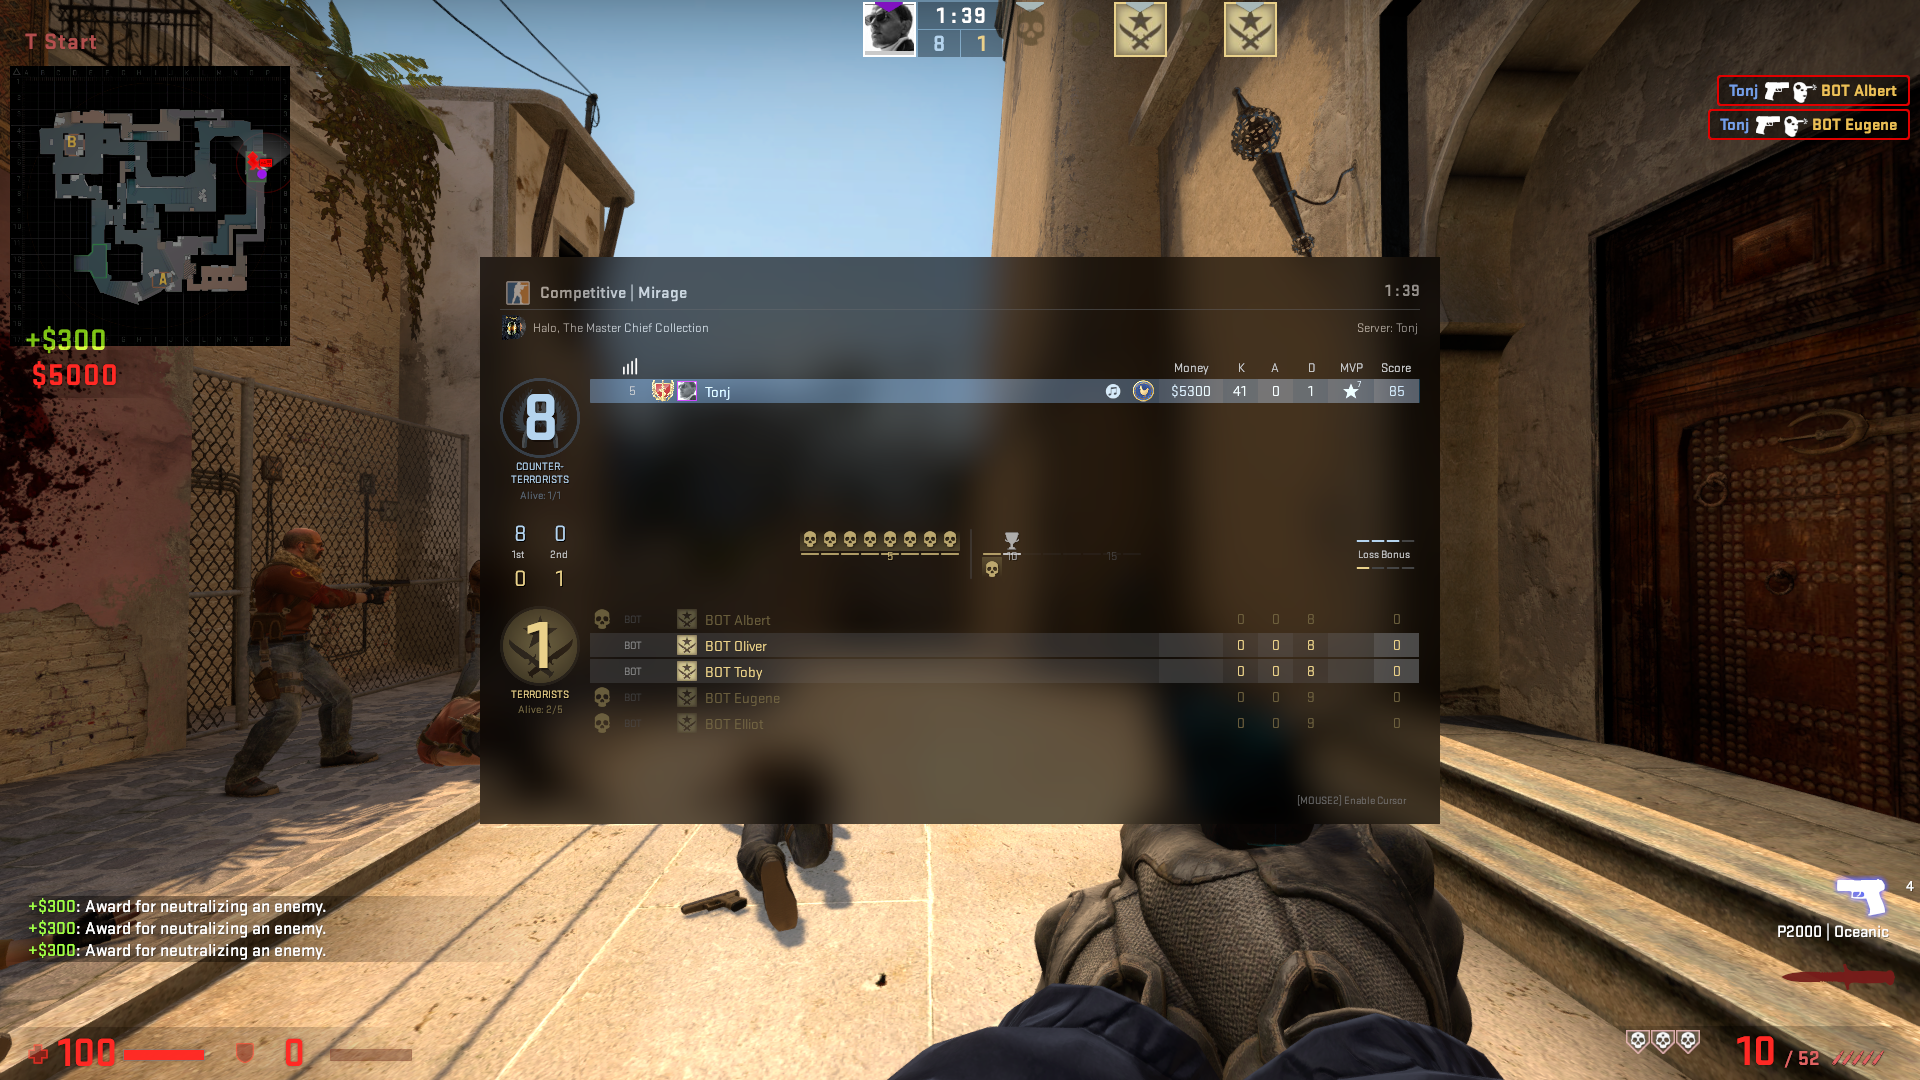 T Start
1:39
8 1
Tonj BOT Albert
Tonj BOT Eugene
B
A
+$300
$5000
Competitive | Mirage
1:39
Halo, The Master Chief Collection
Server: Tonj
Money K A D MVP Score
5 Tonj $5300 41 0 1 7 85
8
COUNTER-
TERRORISTS
Alive: 1/1
8 0
1st 2nd
0 1
5 10 15
Loss Bonus
1
TERRORISTS
Alive: 2/5
BOT BOT Albert 0 0 8 0
BOT BOT Oliver 0 0 8 0
BOT BOT Toby 0 0 8 0
BOT BOT Eugene 0 0 9 0
BOT BOT Elliot 0 0 9 0
[MOUSE2] Enable Cursor
+$300: Award for neutralizing an enemy.
+$300: Award for neutralizing an enemy.
+$300: Award for neutralizing an enemy.
4
P2000 | Oceanic
100 0
10 / 52